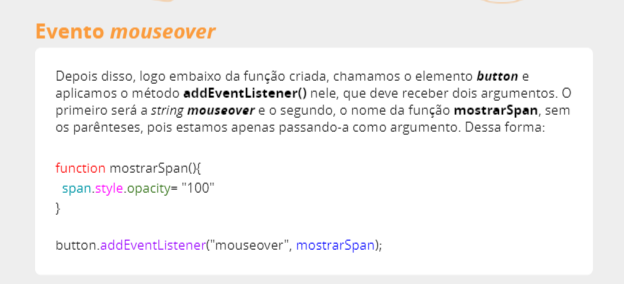 Evento mouseover
Depois disso, logo embaixo da função criada, chamamos o elemento button e
aplicamos o método addEventListener() nele, que deve receber dois argumentos. O
primeiro será a string mouseover e o segundo, o nome da função mostrarSpan, sem
os parênteses, pois estamos apenas passando-a como argumento. Dessa forma:
function mostrarSpan(){
span.style.opacity= "100"
}
button.addEventListener("mouseover", mostrarSpan);